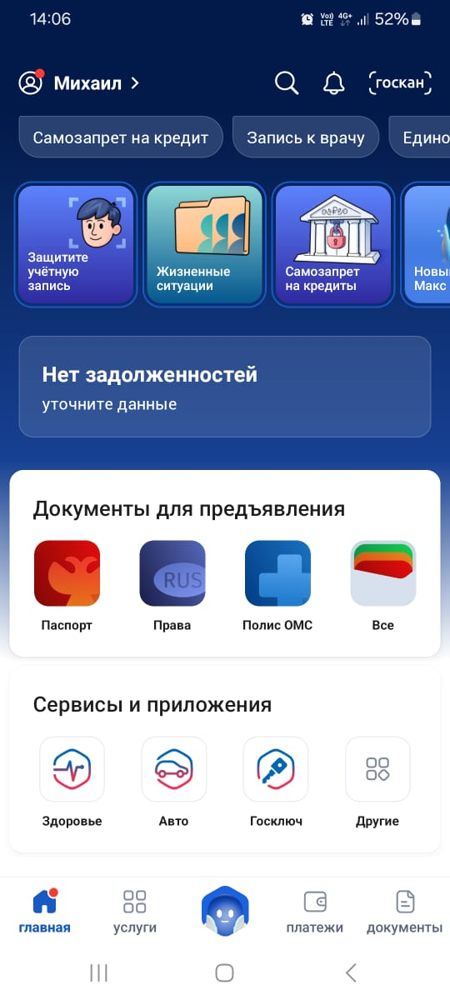 14:06
Vo))
LTE
4G+
52%
Михаил
госкан
Самозапрет на кредит
Запись к врачу
Едино
Защитите
учётную
запись
Жизненные
ситуации
Самозапрет
на кредиты
Новы
Макс
Нет задолженностей
уточните данные
Документы для предъявления
RUS
Паспорт
Права
Полис ОМС
Все
Сервисы и приложения
Здоровье
Авто
Госключ
Другие
главная
услуги
платежи
документы